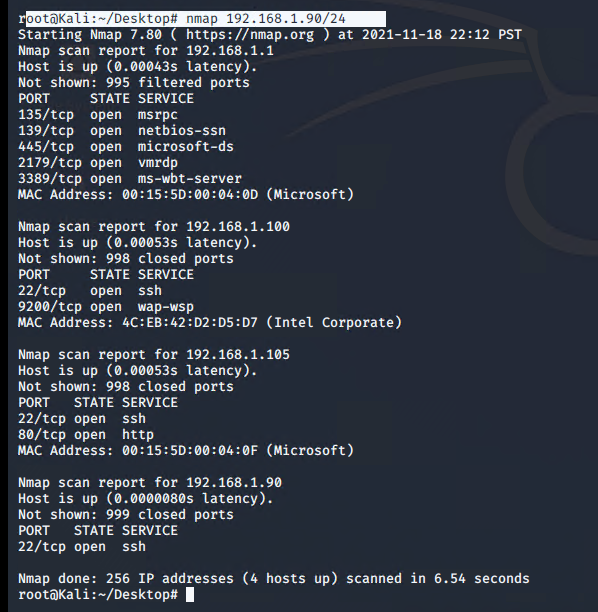 root@Kali:~/Desktop# nmap 192.168.1.90/24
Starting Nmap 7.80 ( https://nmap.org ) at 2021-11-18 22:12 PST
Nmap scan report for 192.168.1.1
Host is up (0.00043s latency).
Not shown: 995 filtered ports
PORT     STATE SERVICE
135/tcp  open  msrpc
139/tcp  open  netbios-ssn
445/tcp  open  microsoft-ds
2179/tcp open  vmrdp
3389/tcp open  ms-wbt-server
MAC Address: 00:15:5D:00:04:0D (Microsoft)

Nmap scan report for 192.168.1.100
Host is up (0.00053s latency).
Not shown: 998 closed ports
PORT     STATE SERVICE
22/tcp   open  ssh
9200/tcp open  wap-wsp
MAC Address: 4C:EB:42:D2:D5:D7 (Intel Corporate)

Nmap scan report for 192.168.1.105
Host is up (0.00053s latency).
Not shown: 998 closed ports
PORT   STATE SERVICE
22/tcp open  ssh
80/tcp open  http
MAC Address: 00:15:5D:00:04:0F (Microsoft)

Nmap scan report for 192.168.1.90
Host is up (0.0000080s latency).
Not shown: 999 closed ports
PORT   STATE SERVICE
22/tcp open  ssh

Nmap done: 256 IP addresses (4 hosts up) scanned in 6.54 seconds
root@Kali:~/Desktop#